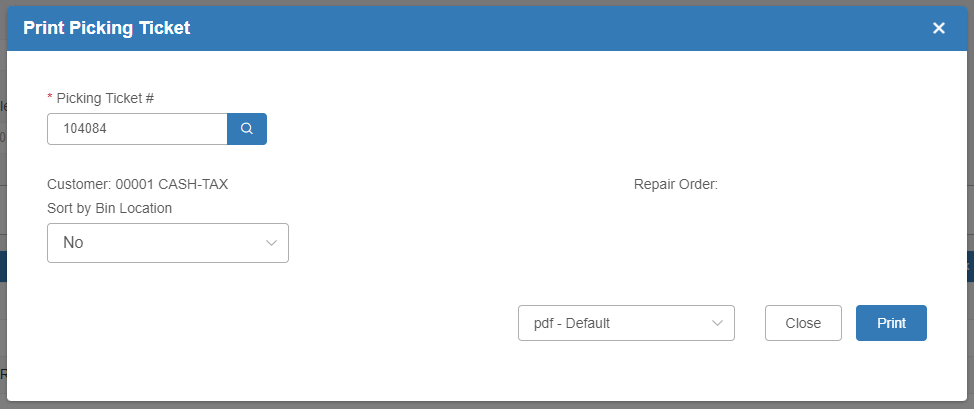 Print Picking Ticket
* Picking Ticket #
104084
Customer: 00001 CASH-TAX
Repair Order:
Sort by Bin Location
No
pdf - Default
Close
Print